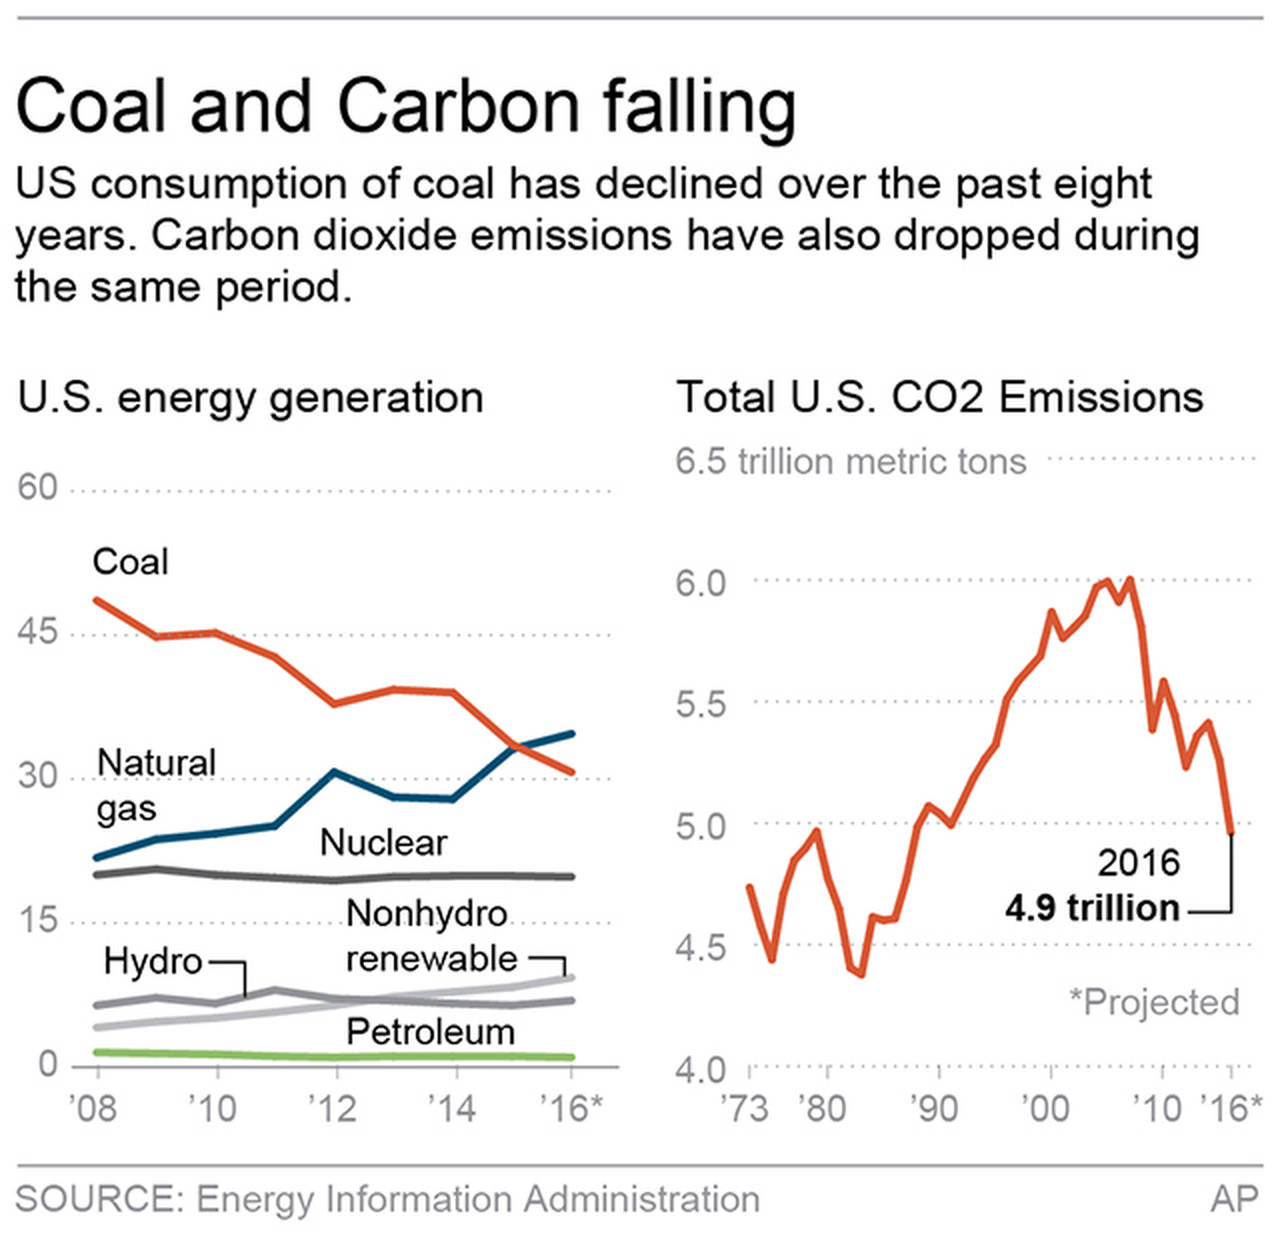 Coal and Carbon falling
US consumption of coal has declined over the past eight
years. Carbon dioxide emissions have also dropped during
the same period.
U.S. energy generation
60
Coal
45
Natural
gas
30
Nuclear
15
Nonhydro
renewable
Hydro
Petroleum
0
’08 ’10 ’12 ’14 ’16*
Total U.S. CO2 Emissions
6.5 trillion metric tons
6.0
5.5
5.0
2016
4.9 trillion
4.5
*Projected
4.0
’73 ’80 ’90 ’00 ’10 ’16*
SOURCE: Energy Information Administration
AP